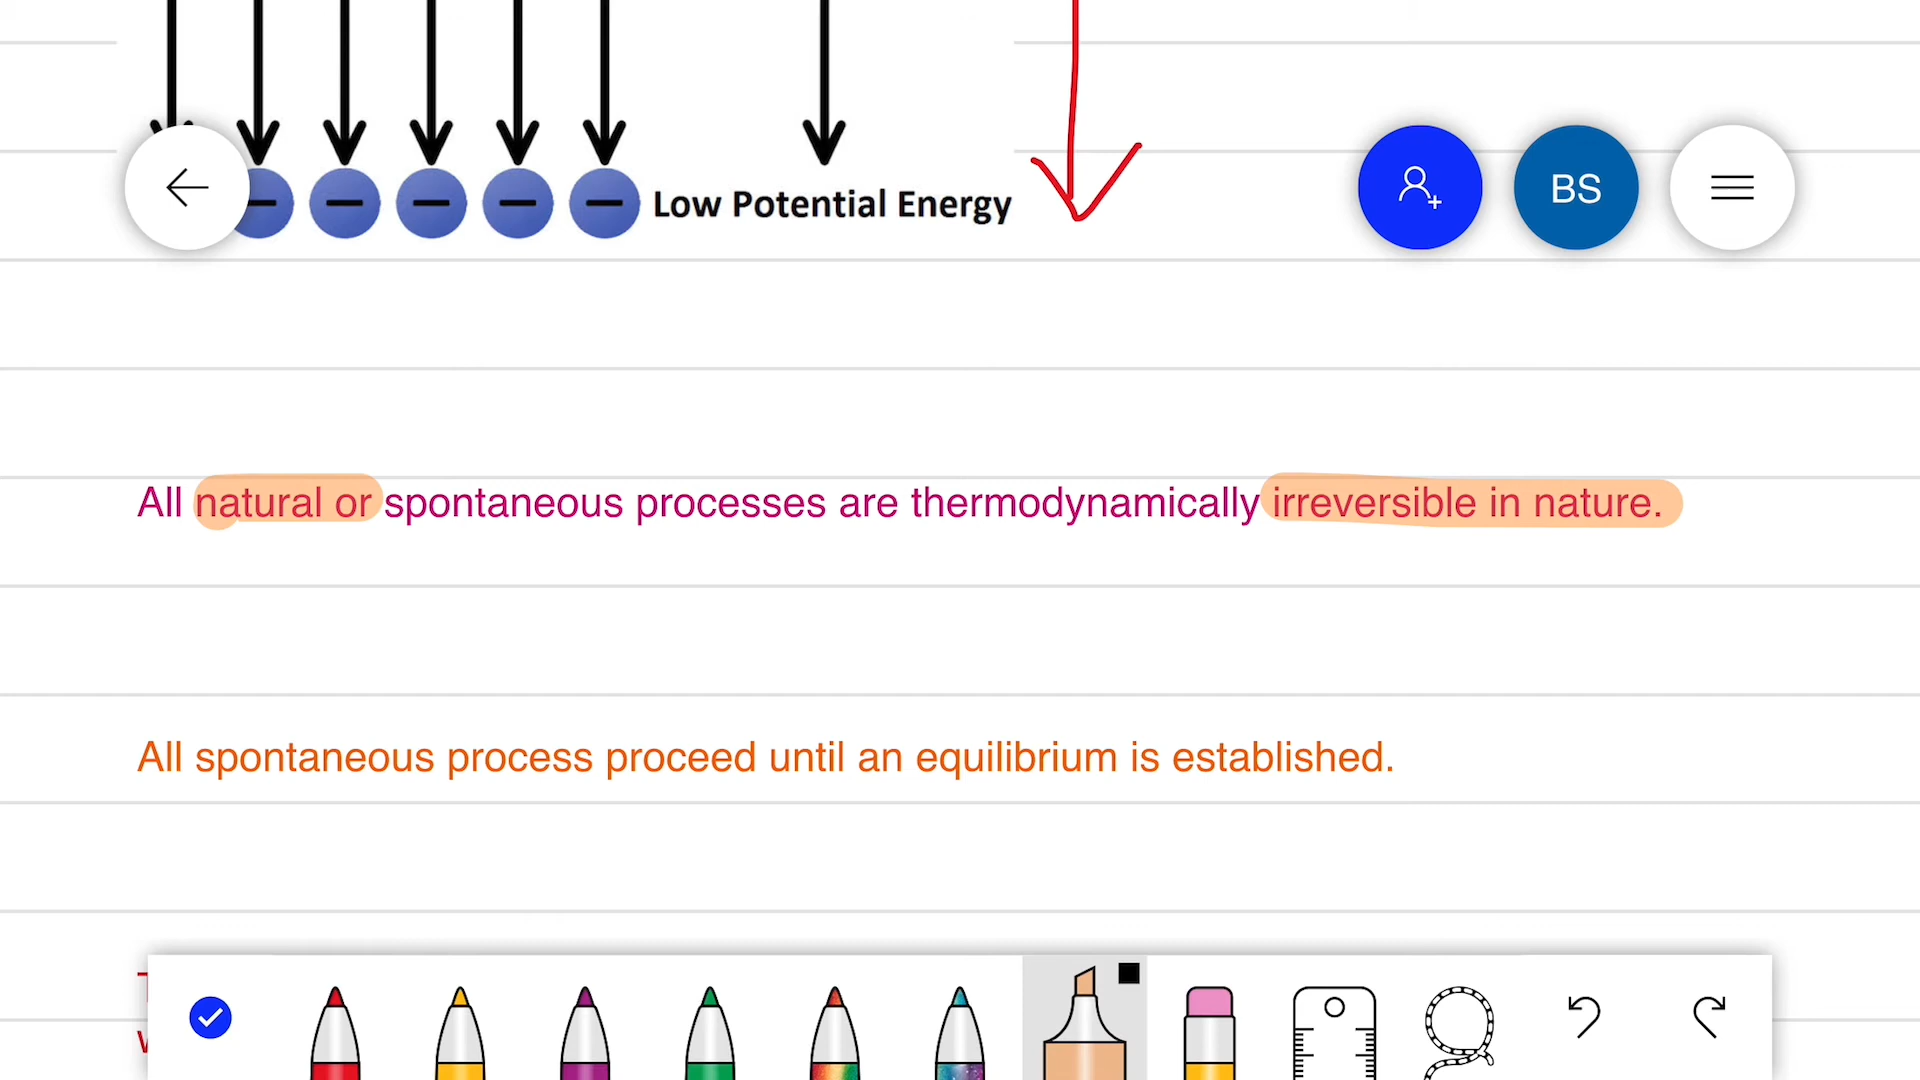 Low Potential Energy
BS
All natural or spontaneous processes are thermodynamically irreversible in nature.
All spontaneous process proceed until an equilibrium is established.